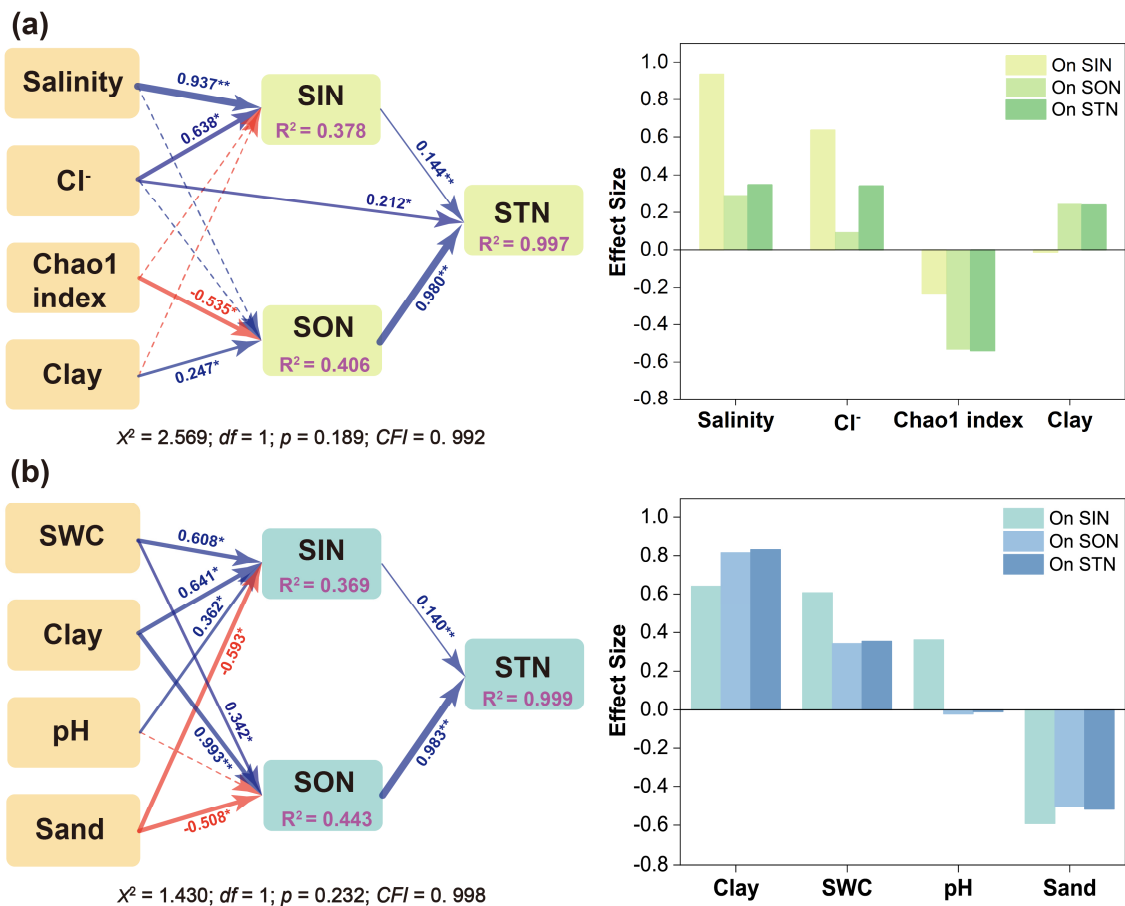 (a)
Salinity
Cl-
Chao1
index
Clay
0.937**
0.638*
-0.535*
0.247*
SIN
R2 = 0.378
SON
R2 = 0.406
0.144**
0.212*
0.980**
STN
R2 = 0.997
X2 = 2.569; df = 1; p = 0.189; CFI = 0. 992
Effect Size
1.0
0.8
0.6
0.4
0.2
0.0
-0.2
-0.4
-0.6
-0.8
On SIN
On SON
On STN
Salinity Cl- Chao1 index Clay
(b)
SWC
Clay
pH
Sand
0.608*
0.641*
0.362*
-0.593*
0.342*
0.993**
-0.508*
SIN
R2 = 0.369
SON
R2 = 0.443
0.140**
0.983**
STN
R2 = 0.999
X2 = 1.430; df = 1; p = 0.232; CFI = 0. 998
Effect Size
1.0
0.8
0.6
0.4
0.2
0.0
-0.2
-0.4
-0.6
-0.8
On SIN
On SON
On STN
Clay SWC pH Sand